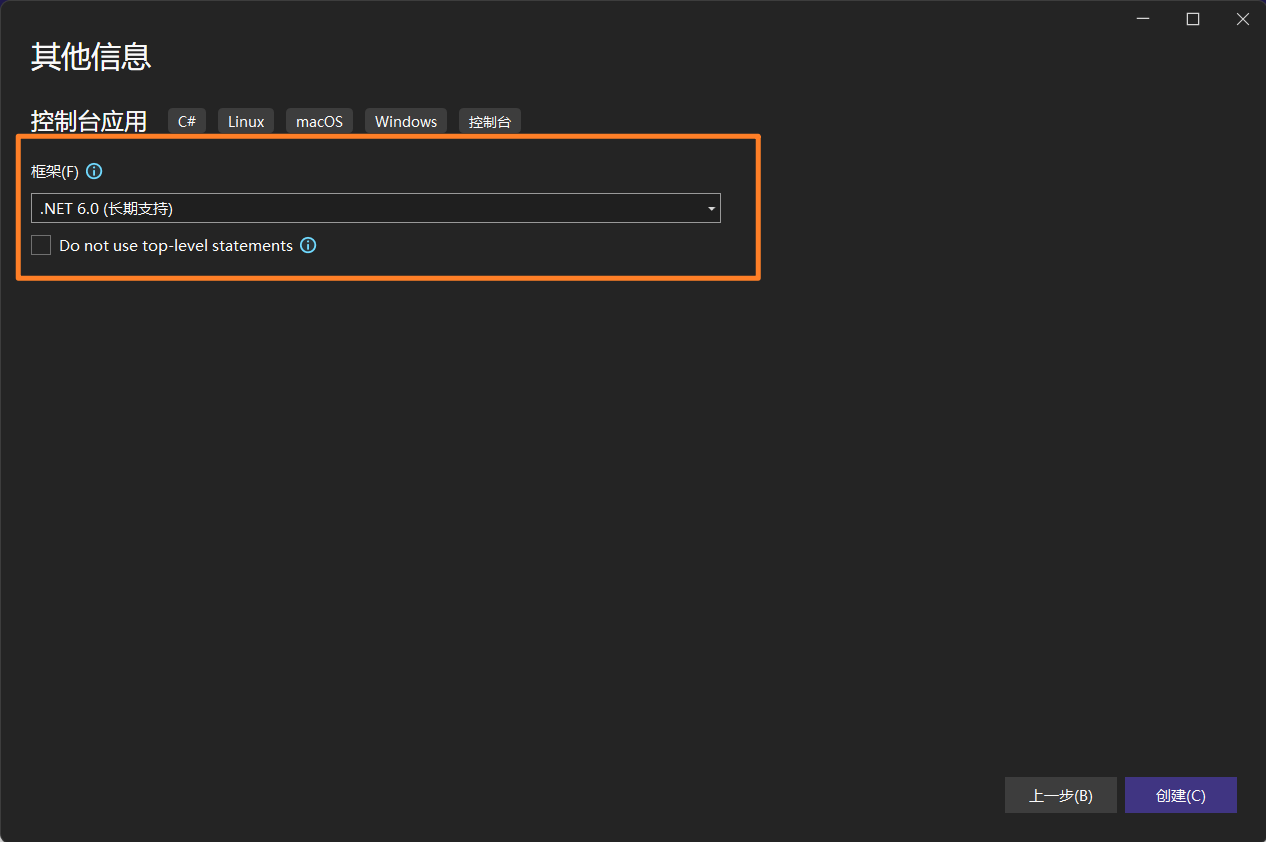 其他信息
控制台应用 C# Linux macOS Windows 控制台
框架(F)
.NET 6.0 (长期支持)
Do not use top-level statements
上一步(B) 创建(C)